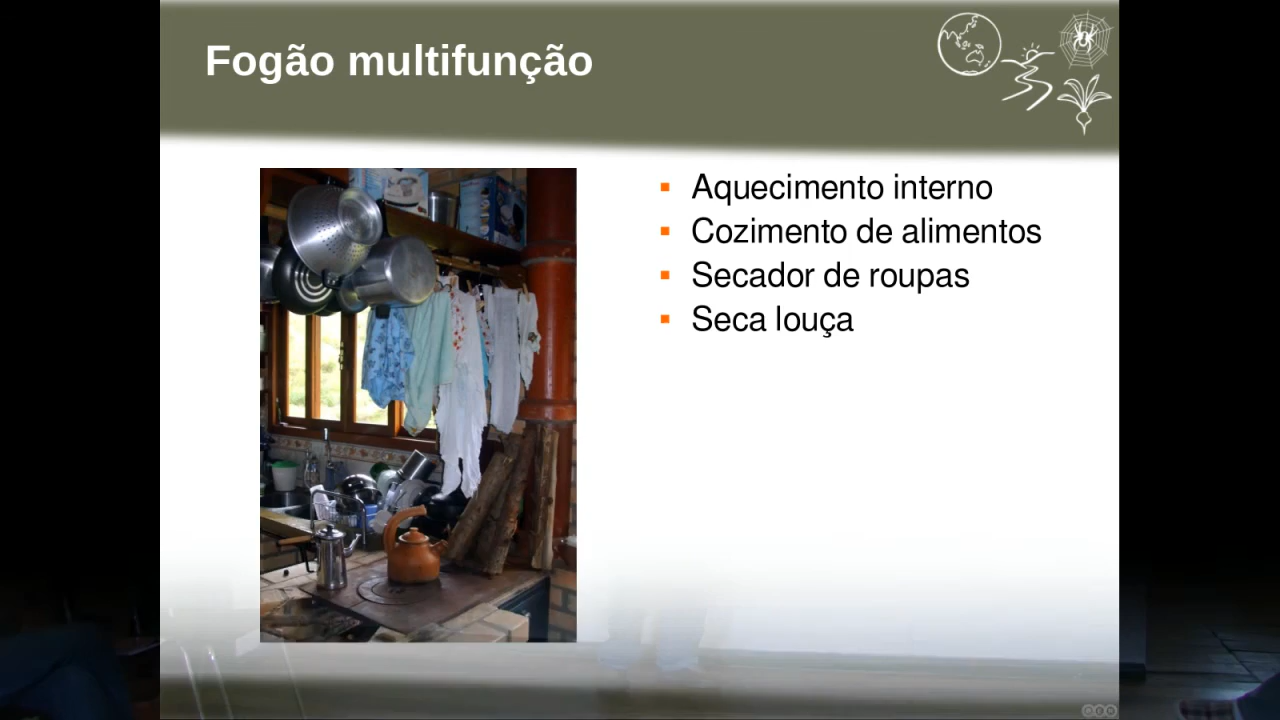 Fogão multifunção
Aquecimento interno
Cozimento de alimentos
Secador de roupas
Seca louça